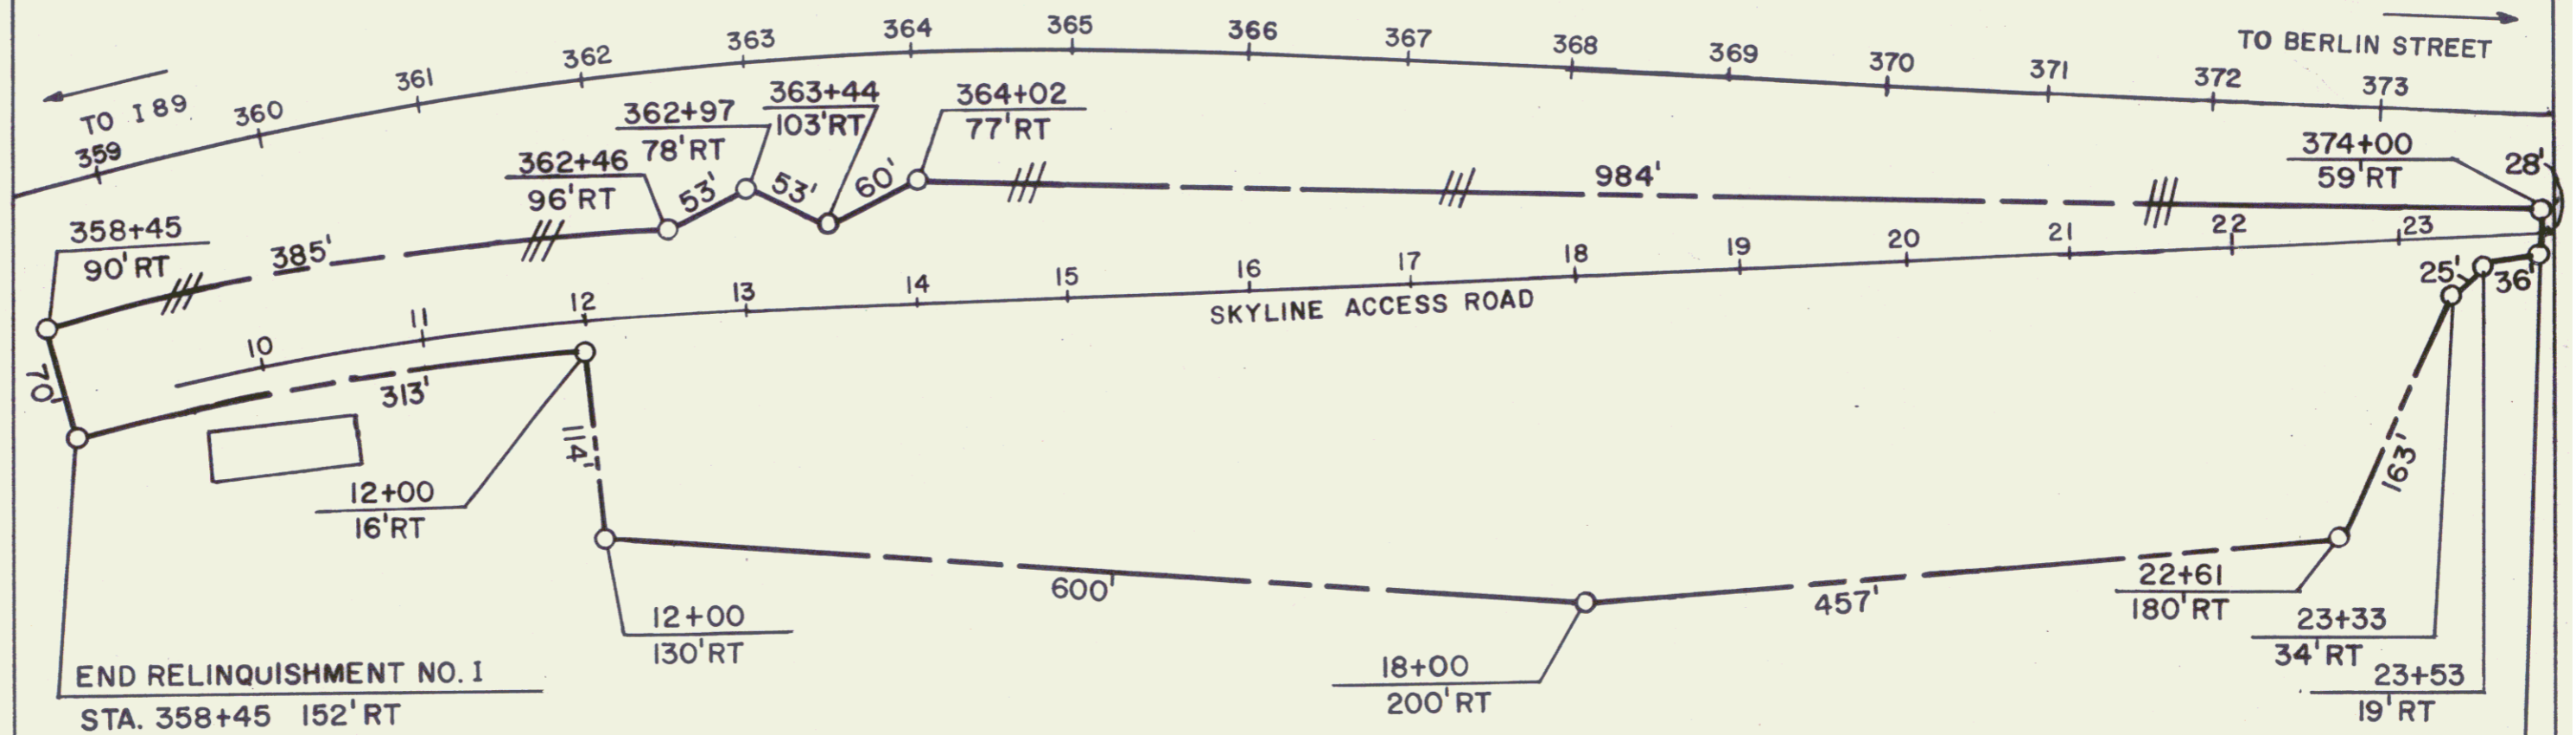 359 360 361 362 363 364 365 366 367 368 369 370 371 372 373
TO I 89
TO BERLIN STREET
358+45
90'RT
385'
362+46
96'RT
53'
362+97
78'RT
53'
363+44
103'RT
60'
364+02
77'RT
984'
374+00
59'RT
28'
10 11 12 13 14 15 16 17 18 19 20 21 22 23
SKYLINE ACCESS ROAD
70'
313'
12+00
16'RT
114'
12+00
130'RT
600'
18+00
200'RT
457'
22+61
180'RT
163'
25'
36'
23+33
34'RT
23+53
19'RT
END RELINQUISHMENT NO. I
STA. 358+45 152'RT